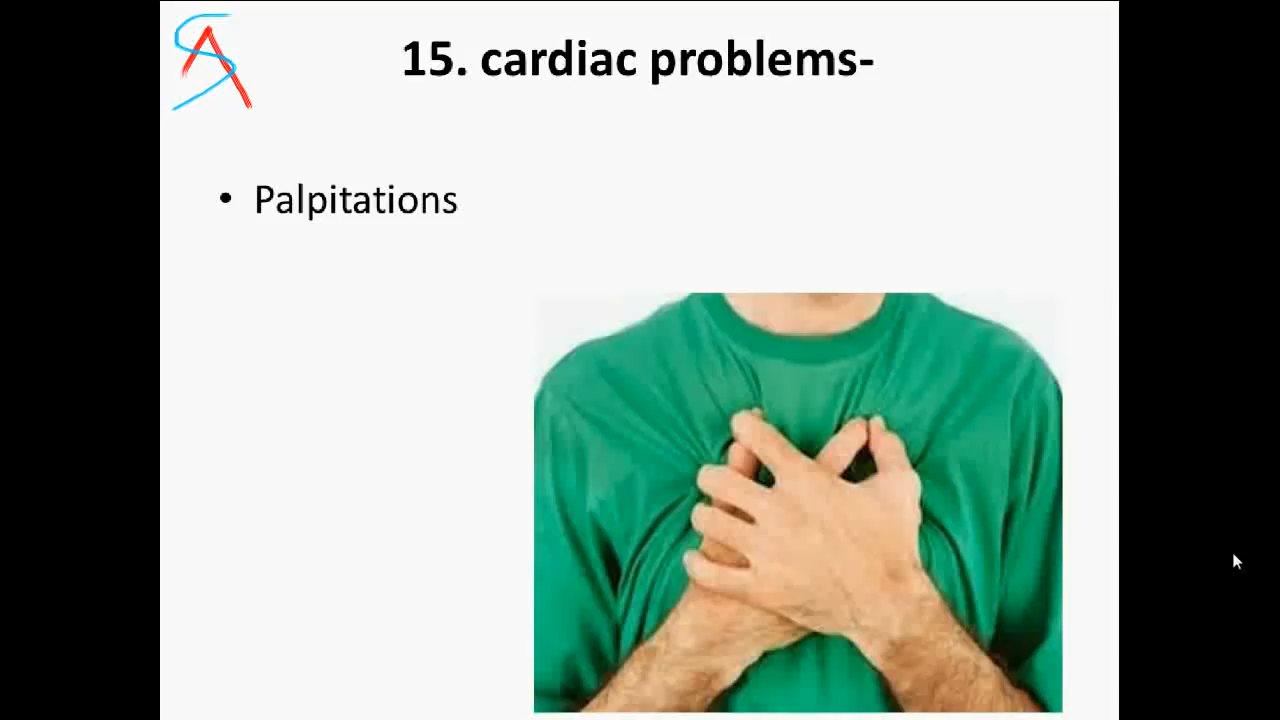 15. cardiac problems-
• Palpitations